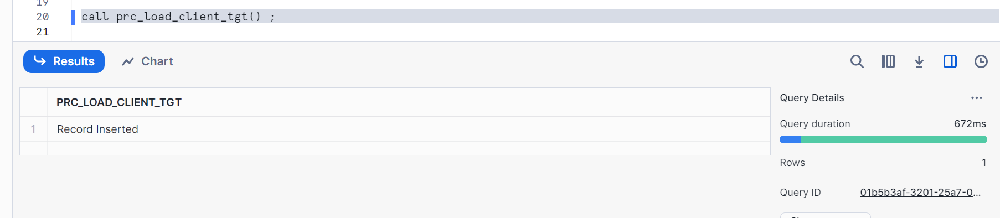 19
20 call prc_load_client_tgt() ;
21
Results Chart
PRC_LOAD_CLIENT_TGT
1 Record Inserted
Query Details ...
Query duration 672ms
Rows 1
Query ID 01b5b3af-3201-25a7-0...